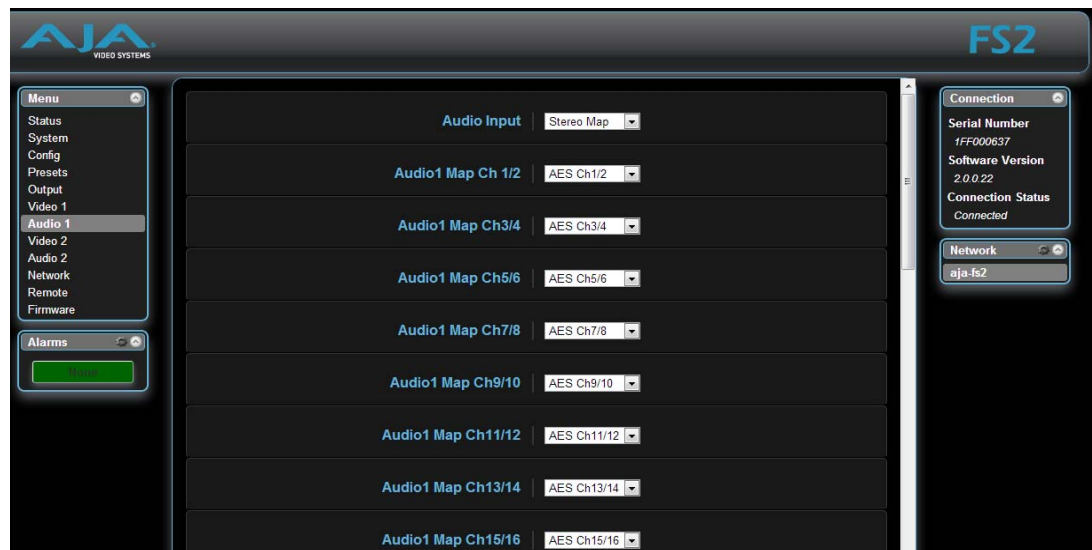 AJA
VIDEO SYSTEMS
FS2
Menu
Status
System
Config
Presets
Output
Video 1
Audio 1
Video 2
Audio 2
Network
Remote
Firmware
Alarms
None
Audio Input Stereo Map
Audio1 Map Ch 1/2 AES Ch1/2
Audio1 Map Ch3/4 AES Ch3/4
Audio1 Map Ch5/6 AES Ch5/6
Audio1 Map Ch7/8 AES Ch7/8
Audio1 Map Ch9/10 AES Ch9/10
Audio1 Map Ch11/12 AES Ch11/12
Audio1 Map Ch13/14 AES Ch13/14
Audio1 Map Ch15/16 AES Ch15/16
Connection
Serial Number
1FF000637
Software Version
2.0.0.22
Connection Status
Connected
Network
aja-fs2